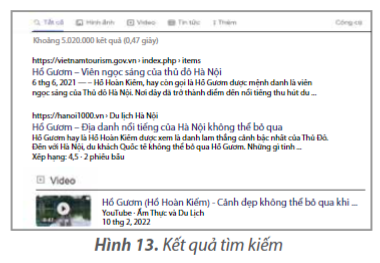 Tất cả Hình ảnh Video Tin tức Thêm Công cụ
Khoảng 5.020.000 kết quả (0,47 giây)
https://vietnamtourism.gov.vn › index.php › items
Hồ Gươm – Viên ngọc sáng của thủ đô Hà Nội
6 thg 6, 2021 — – Hồ Hoàn Kiếm, hay còn gọi là Hồ Gươm được mệnh danh là viên
ngọc sáng của Thủ đô Hà Nội. Nơi đây đã trở thành điểm đến nổi tiếng thu hút du ...
https://hanoi1000.vn › Du lịch Hà Nội
Hồ Gươm – Địa danh nổi tiếng của Hà Nội không thể bỏ qua
Hồ Gươm hay là Hồ Hoàn Kiếm được xem là danh lam thắng cảnh bậc nhất của Thủ Đô.
Đến với Hà Nội, du khách Quốc tế không thể bỏ qua Hồ Gươm. Những gì tinh ...
Xếp hạng: 4,5 · 2 phiếu bầu
Video
Hồ Gươm (Hồ Hoàn Kiếm) - Cảnh đẹp không thể bỏ qua khi ...
YouTube · Ẩm Thực và Du Lịch
10 thg 2, 2022
Hình 13. Kết quả tìm kiếm